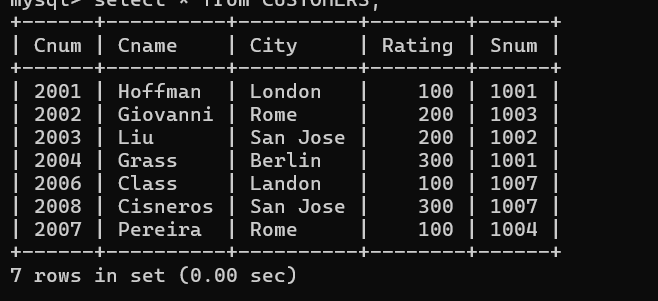 mysql> select * from CUSTOMERS;
+------+----------+----------+--------+------+
| Cnum | Cname    | City     | Rating | Snum |
+------+----------+----------+--------+------+
| 2001 | Hoffman  | London   |    100 | 1001 |
| 2002 | Giovanni | Rome     |    200 | 1003 |
| 2003 | Liu      | San Jose |    200 | 1002 |
| 2004 | Grass    | Berlin   |    300 | 1001 |
| 2006 | Class    | Landon   |    100 | 1007 |
| 2008 | Cisneros | San Jose |    300 | 1007 |
| 2007 | Pereira  | Rome     |    100 | 1004 |
+------+----------+----------+--------+------+
7 rows in set (0.00 sec)